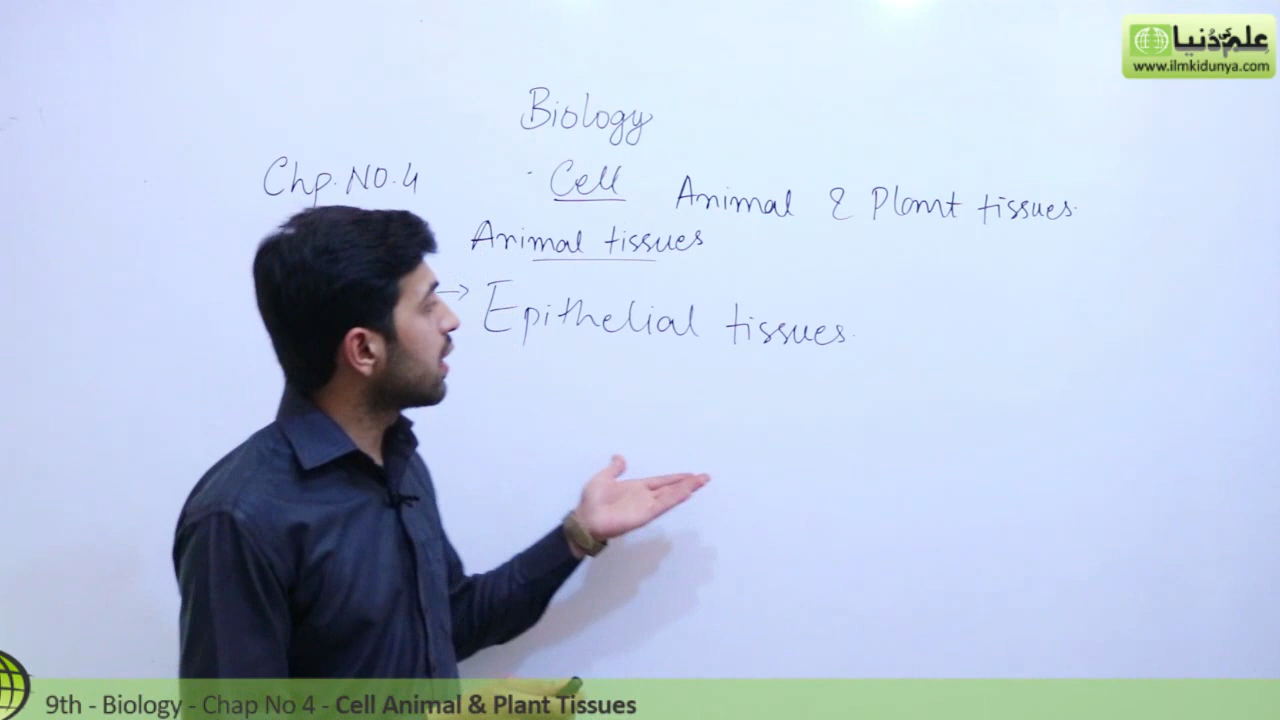 علم کی دُنیا
www.ilmkidunya.com
Biology
Chp. NO. 4 Cell Animal & Plant tissues.
Animal tissues
→ Epithelial tissues.
9th - Biology - Chap No 4 - Cell Animal & Plant Tissues